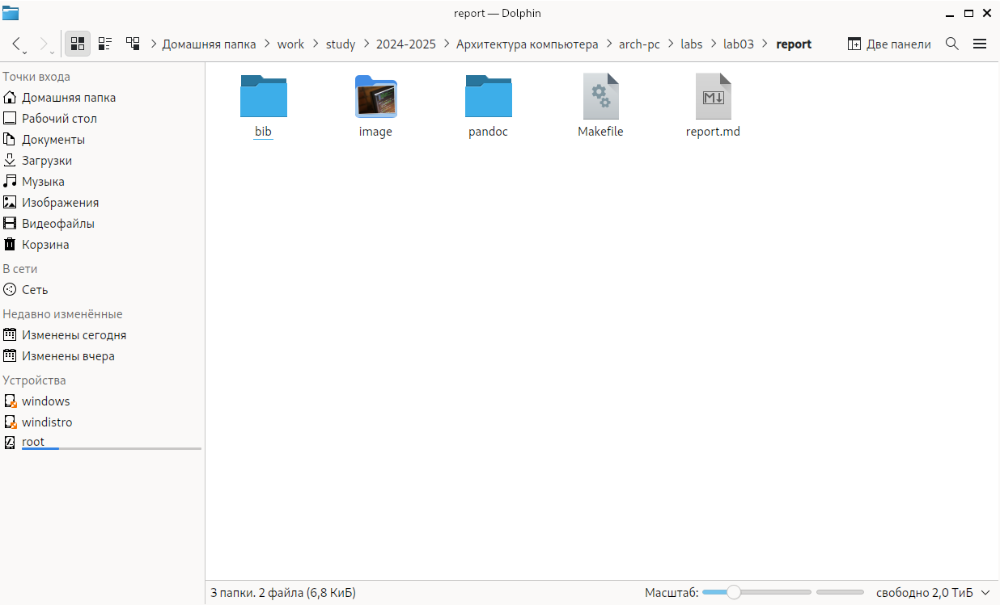 report — Dolphin
Домашняя папка > work > study > 2024-2025 > Архитектура компьютера > arch-pc > labs > lab03 > report
Две панели
Точки входа
Домашняя папка
Рабочий стол
Документы
Загрузки
Музыка
Изображения
Видеофайлы
Корзина
В сети
Сеть
Недавно изменённые
Изменены сегодня
Изменены вчера
Устройства
windows
windistro
root
bib
image
pandoc
Makefile
report.md
3 папки. 2 файла (6,8 КиБ)
Масштаб:
свободно 2,0 ТиБ